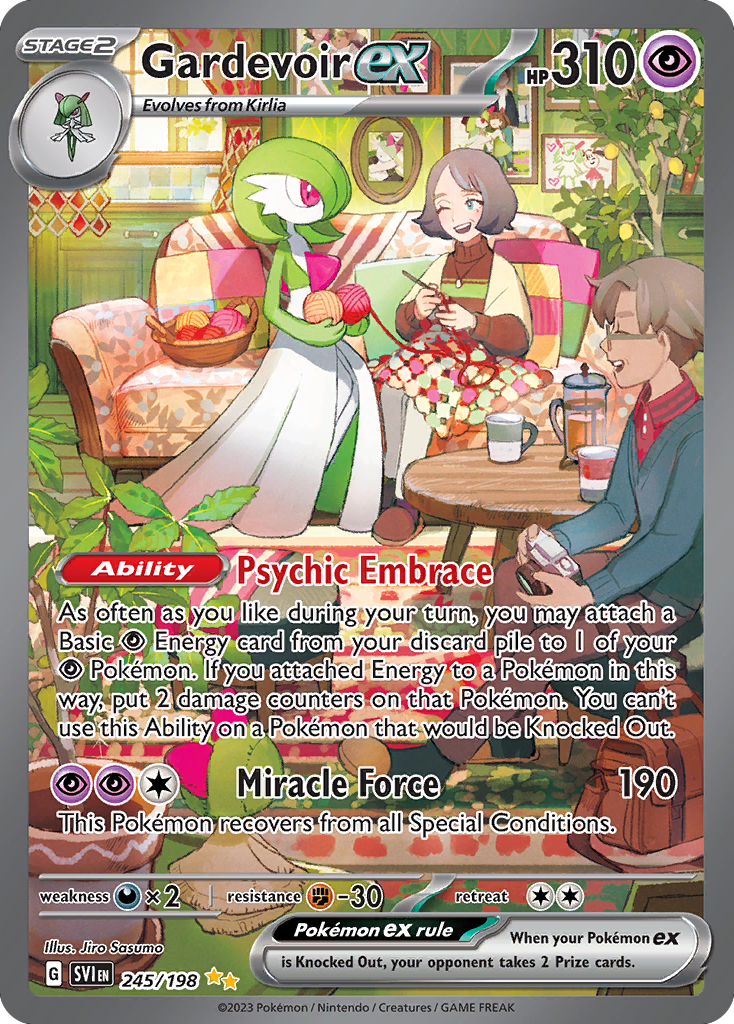 STAGE2
Gardevoir ex
HP310
Evolves from Kirlia
Ability Psychic Embrace
As often as you like during your turn, you may attach a
Basic Energy card from your discard pile to 1 of your
Pokémon. If you attached Energy to a Pokémon in this
way, put 2 damage counters on that Pokémon. You can't
use this Ability on a Pokémon that would be Knocked Out.
Miracle Force 190
This Pokémon recovers from all Special Conditions.
weakness ×2 resistance -30 retreat
Illus. Jiro Sasumo
Pokémon ex rule
When your Pokémon ex
is Knocked Out, your opponent takes 2 Prize cards.
G SVI EN 245/198
©2023 Pokémon / Nintendo / Creatures / GAME FREAK